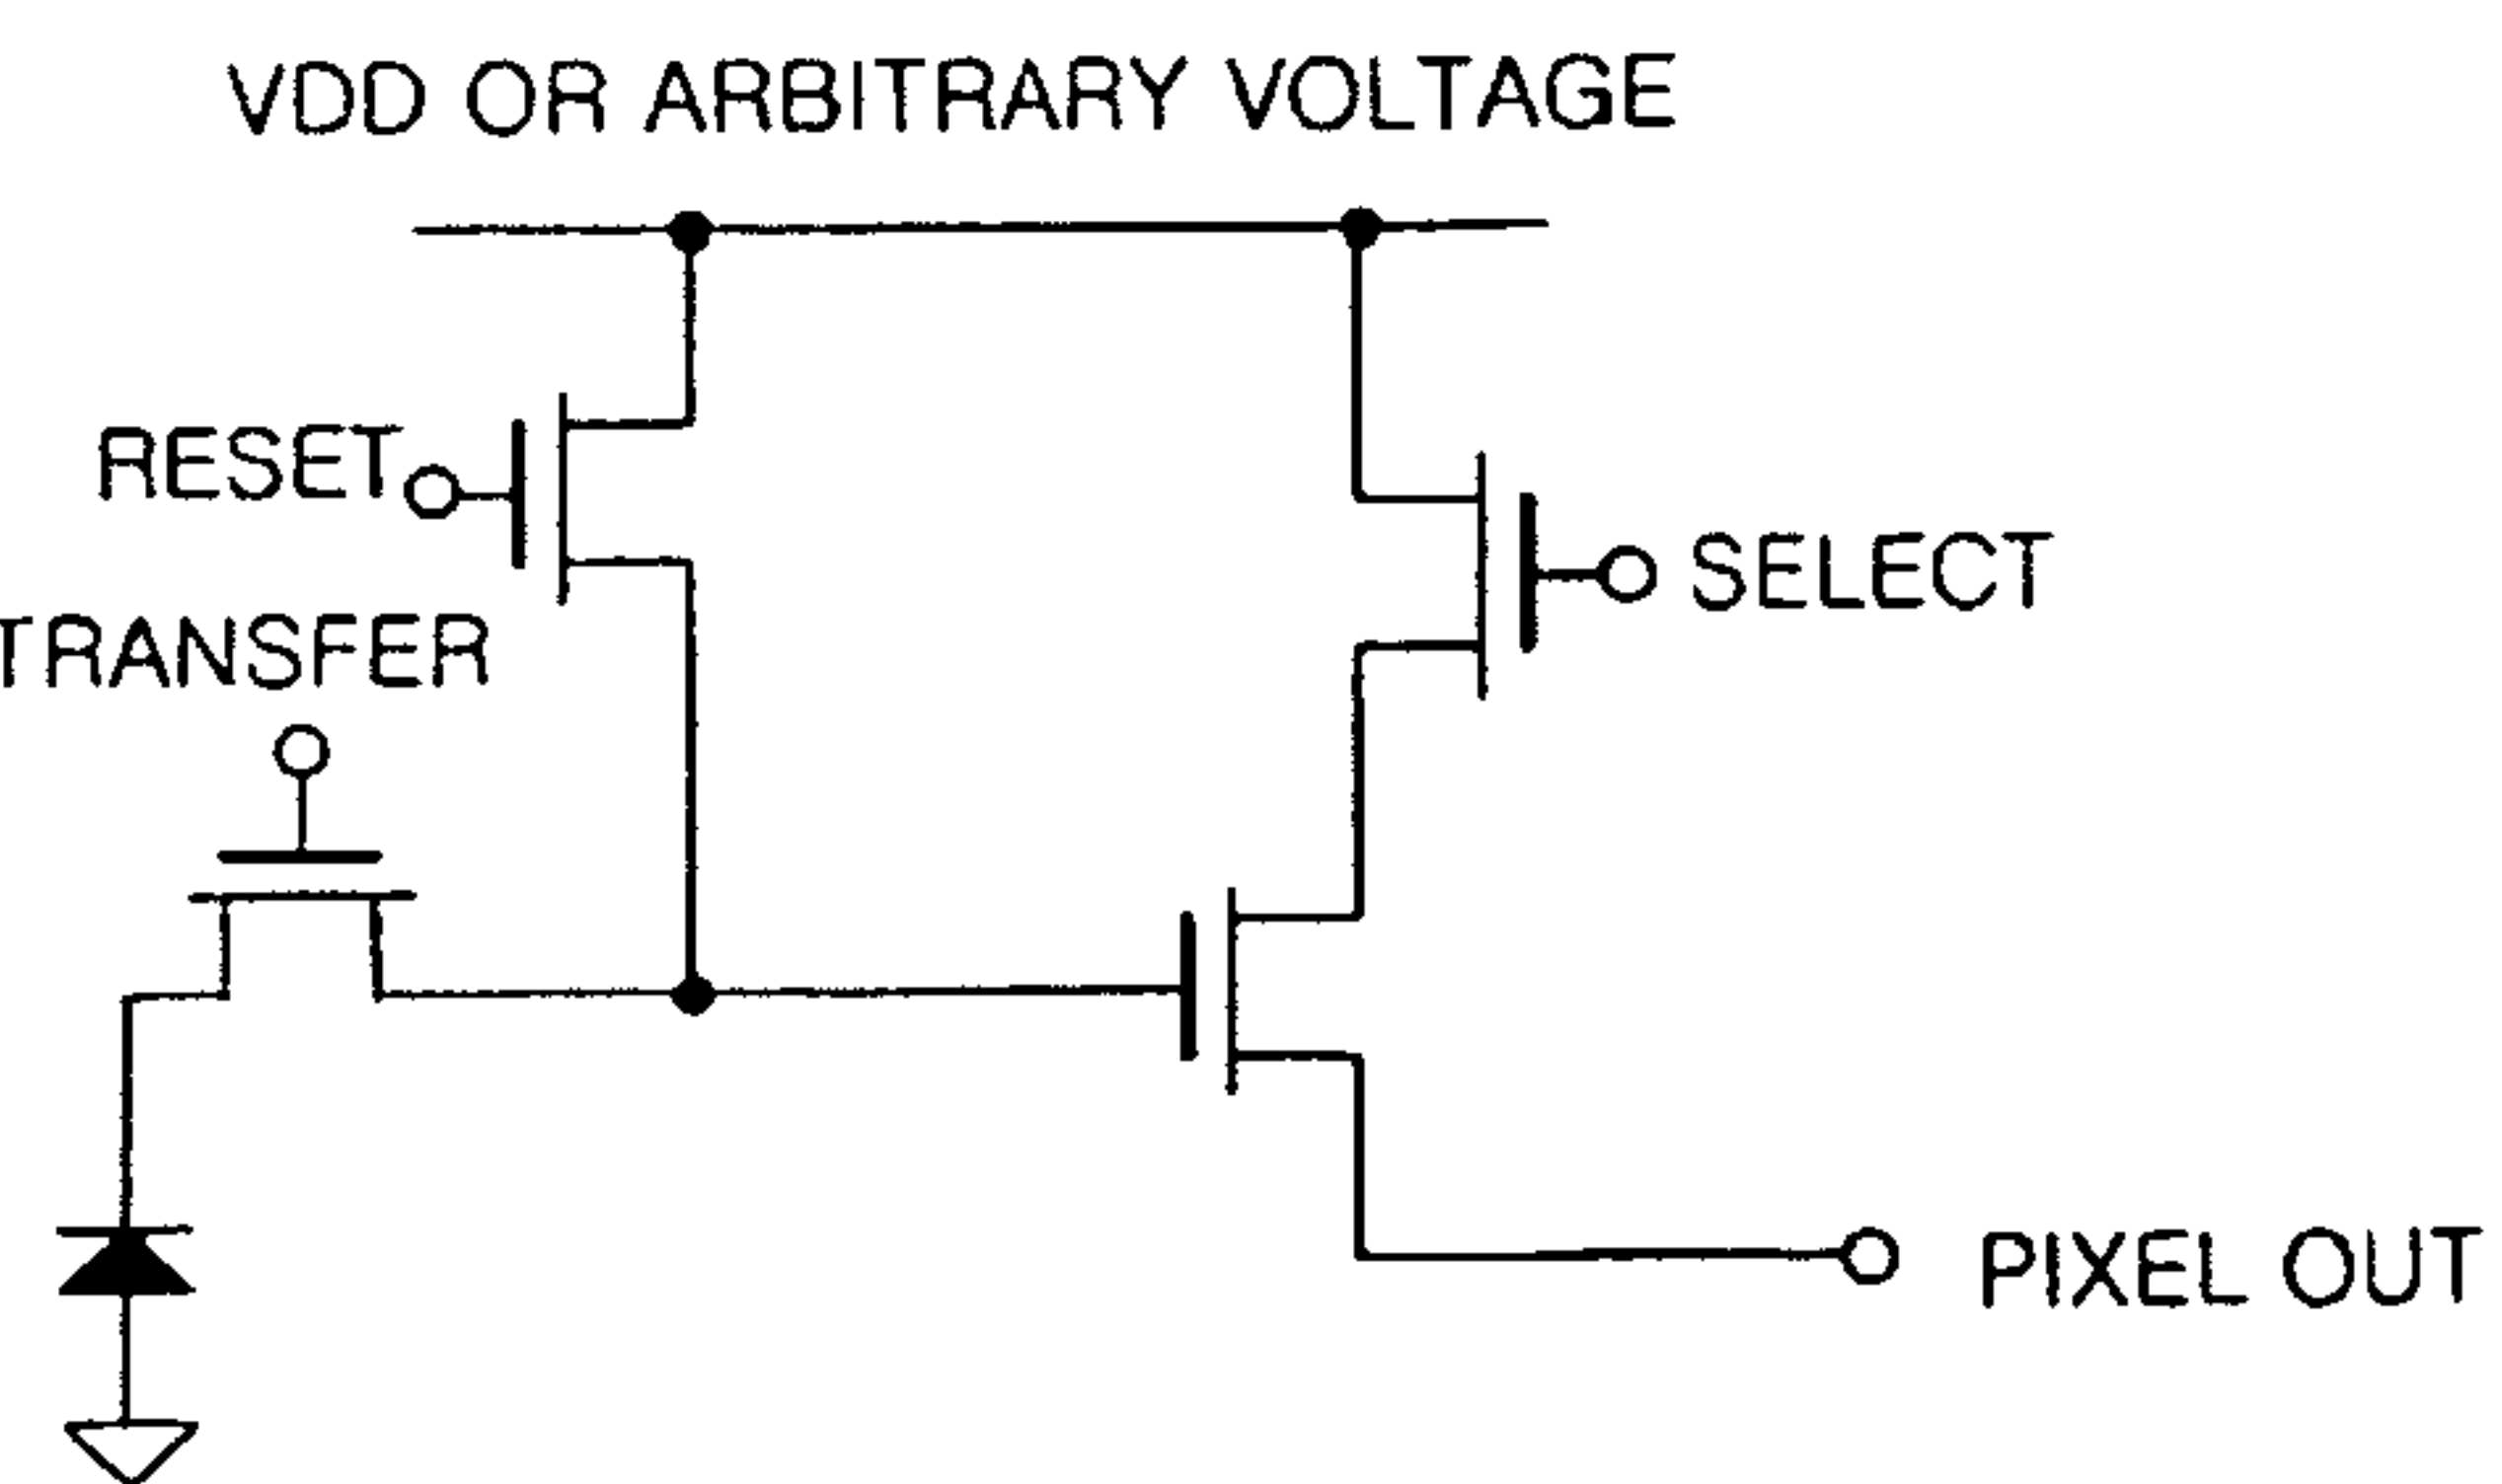 VDD OR ARBITRARY VOLTAGE
RESET
SELECT
TRANSFER
PIXEL OUT